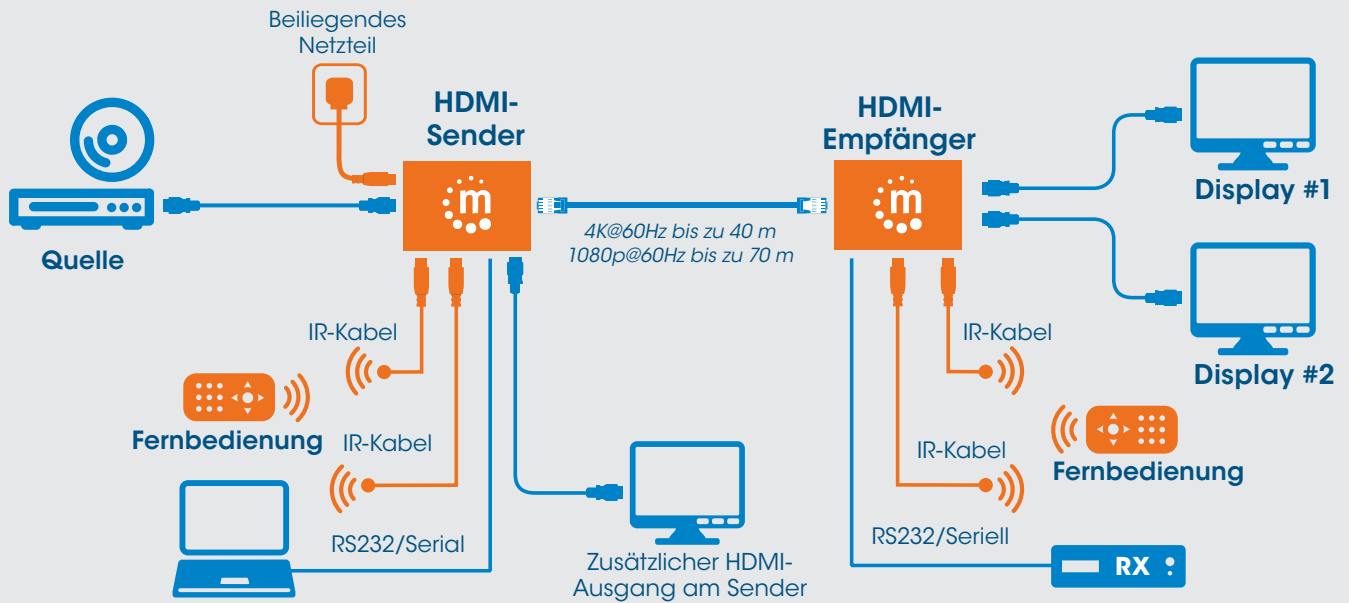 Beiliegendes
Netzteil
HDMI-
Sender
HDMI-
Empfänger
m
m
Quelle
4K@60Hz bis zu 40 m
1080p@60Hz bis zu 70 m
Display #1
Display #2
IR-Kabel
IR-Kabel
Fernbedienung
IR-Kabel
IR-Kabel
Fernbedienung
RS232/Serial
Zusätzlicher HDMI-
Ausgang am Sender
RS232/Seriell
RX